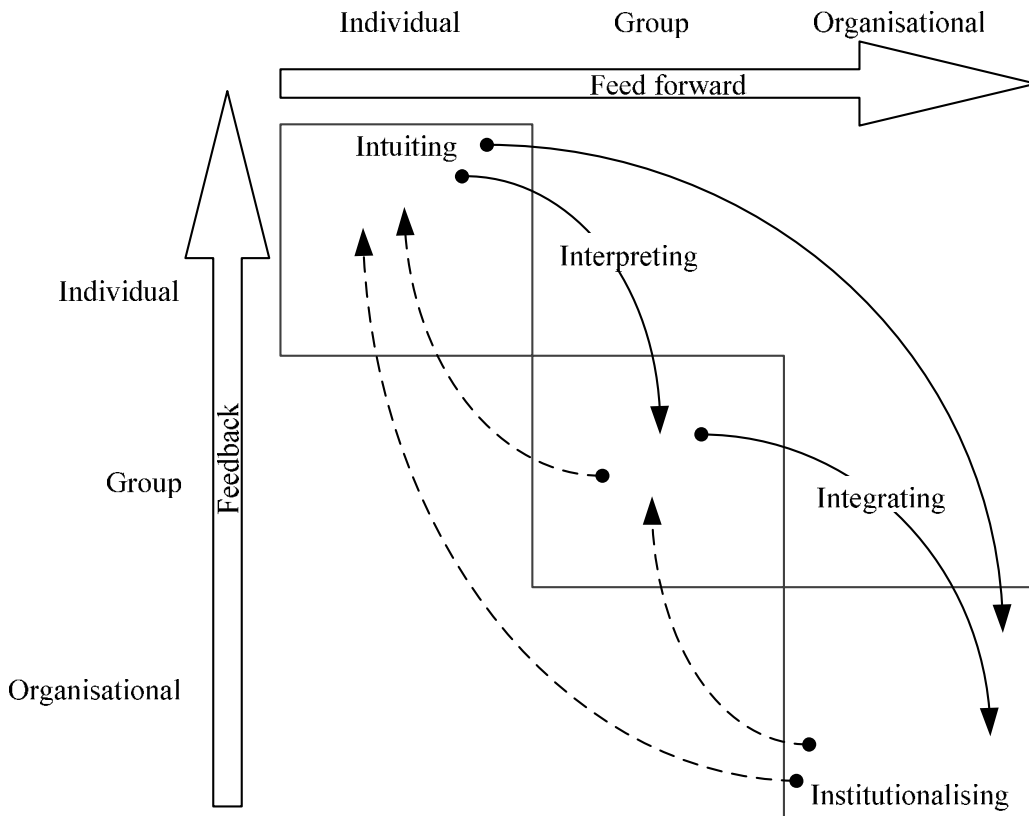 Individual
Group
Organisational
Feed forward
Intuiting
Interpreting
Individual
Feedback
Group
Integrating
Organisational
Institutionalising